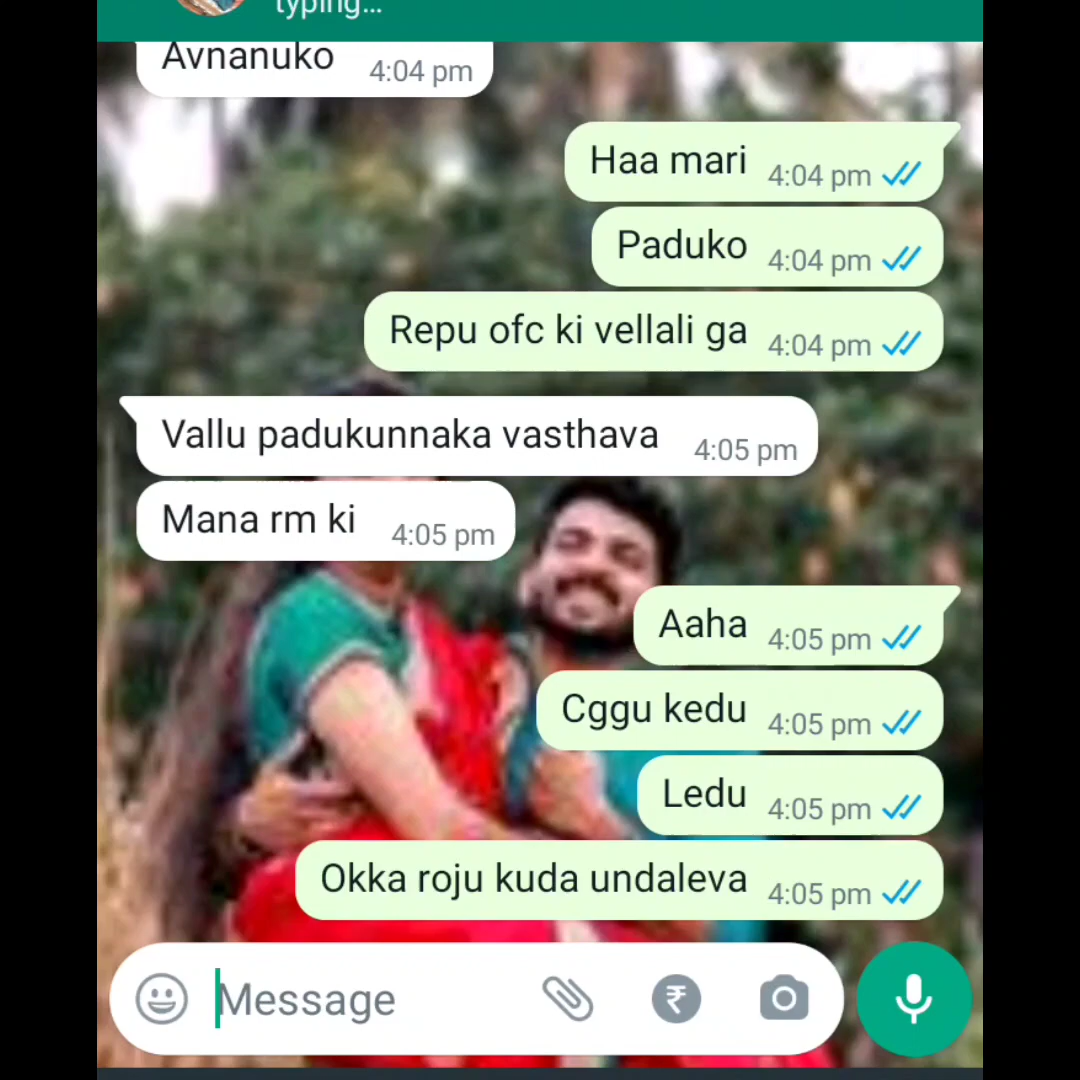 typing...
Avnanuko
4:04 pm
Haa mari
4:04 pm
Paduko
4:04 pm
Repu ofc ki vellali ga
4:04 pm
Vallu padukunnaka vasthava
4:05 pm
Mana rm ki
4:05 pm
Aaha
4:05 pm
Cggu kedu
4:05 pm
Ledu
4:05 pm
Okka roju kuda undaleva
4:05 pm
Message